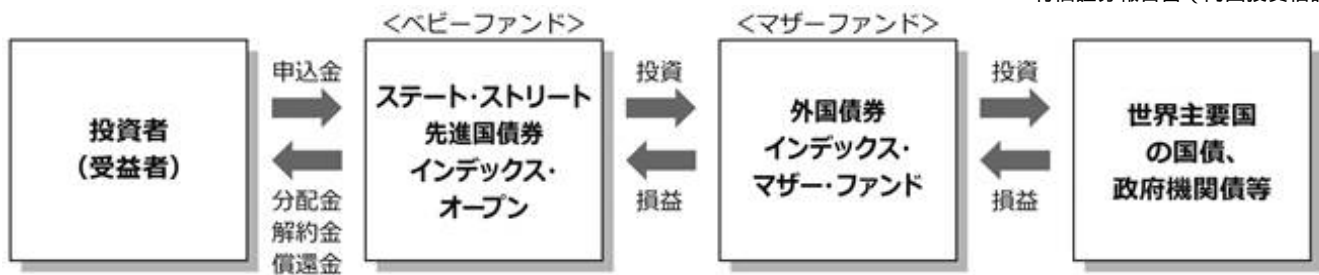 <ベビーファンド>
<マザーファンド>
投資者
(受益者)
申込金
分配金
解約金
償還金
ステート・ストリート
先進国債券
インデックス・
オープン
投資
損益
外国債券
インデックス・
マザー・ファンド
投資
損益
世界主要国
の国債、
政府機関債等